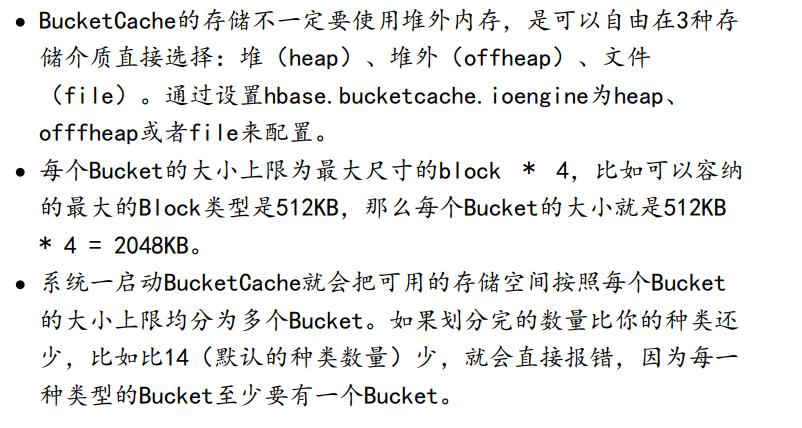 • BucketCache的存储不一定要使用堆外内存，是可以自由在3种存
储介质直接选择：堆（heap）、堆外（offheap）、文件
（file）。通过设置hbase.bucketcache.ioengine为heap、
offfheap或者file来配置。
• 每个Bucket的大小上限为最大尺寸的block * 4，比如可以容纳
的最大的Block类型是512KB，那么每个Bucket的大小就是512KB
* 4 = 2048KB。
• 系统一启动BucketCache就会把可用的存储空间按照每个Bucket
的大小上限均分为多个Bucket。如果划分完的数量比你的种类还
少，比如比14（默认的种类数量）少，就会直接报错，因为每一
种类型的Bucket至少要有一个Bucket。